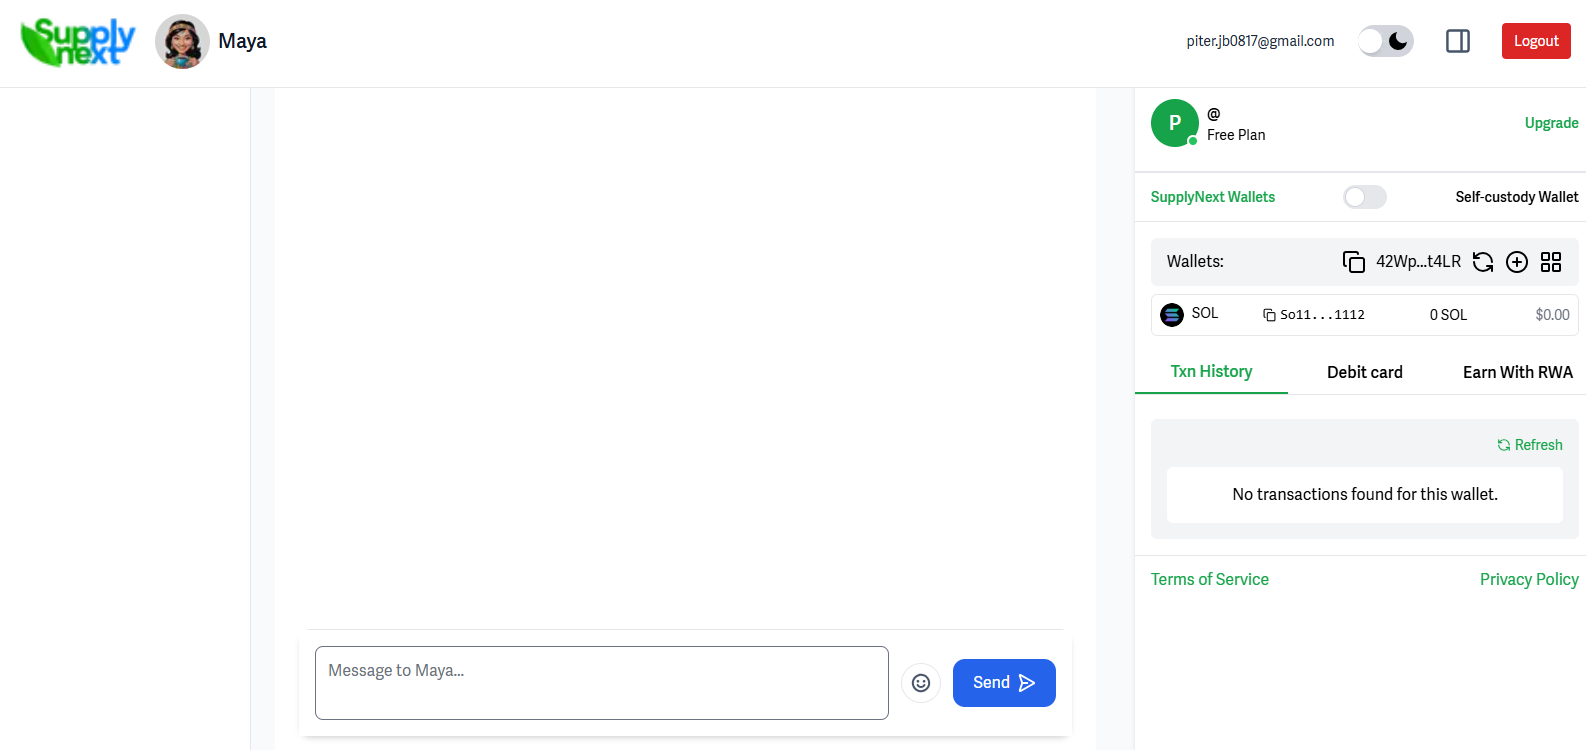 Supply
next
Maya
piter.jb0817@gmail.com
Logout
P
@
Free Plan
Upgrade
SupplyNext Wallets
Self-custody Wallet
Wallets:
42Wp...t4LR
SOL
So11...1112
0 SOL
$0.00
Txn History
Debit card
Earn With RWA
Refresh
No transactions found for this wallet.
Terms of Service
Privacy Policy
Message to Maya...
Send